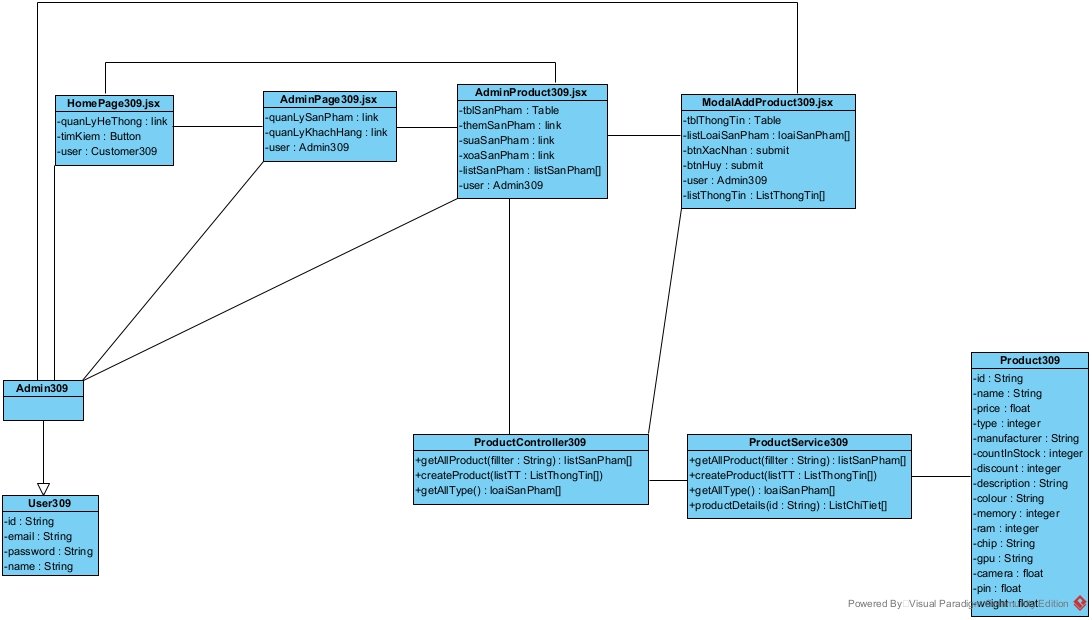 HomePage309.jsx
-quanLyHeThong : link
-timKiem : Button
-user : Customer309
AdminPage309.jsx
-quanLySanPham : link
-quanLyKhachHang : link
-user : Admin309
AdminProduct309.jsx
-tblSanPham : Table
-themSanPham : link
-suaSanPham : link
-xoaSanPham : link
-listSanPham : listSanPham[]
-user : Admin309
ModalAddProduct309.jsx
-tblThongTin : Table
-listLoaiSanPham : loaiSanPham[]
-btnXacNhan : submit
-btnHuy : submit
-user : Admin309
-listThongTin : ListThongTin[]
Admin309
User309
-id : String
-email : String
-password : String
-name : String
ProductController309
+getAllProduct(fillter : String) : listSanPham[]
+createProduct(listTT : ListThongTin[])
+getAllType() : loaiSanPham[]
ProductService309
+getAllProduct(fillter : String) : listSanPham[]
+createProduct(listTT : ListThongTin[])
+getAllType() : loaiSanPham[]
+productDetails(id : String) : ListChiTiet[]
Product309
-id : String
-name : String
-price : float
-type : integer
-manufacturer : String
-countInStock : integer
-discount : integer
-description : String
-colour : String
-memory : integer
-ram : integer
-chip : String
-gpu : String
-camera : float
-pin : float
-weight : float
Powered By Visual Paradigm Community Edition